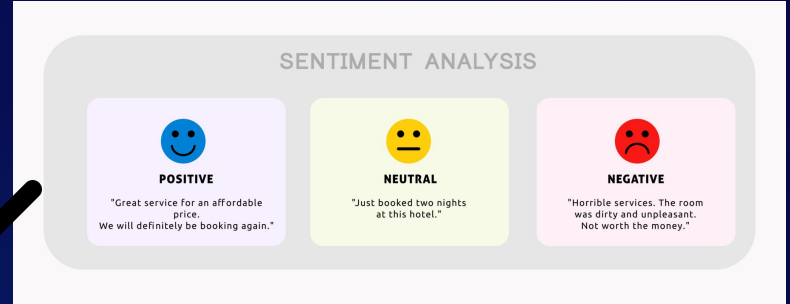 SENTIMENT ANALYSIS
POSITIVE
"Great service for an affordable
price.
We will definitely be booking again."
NEUTRAL
"Just booked two nights
at this hotel."
NEGATIVE
"Horrible services. The room
was dirty and unpleasant.
Not worth the money."